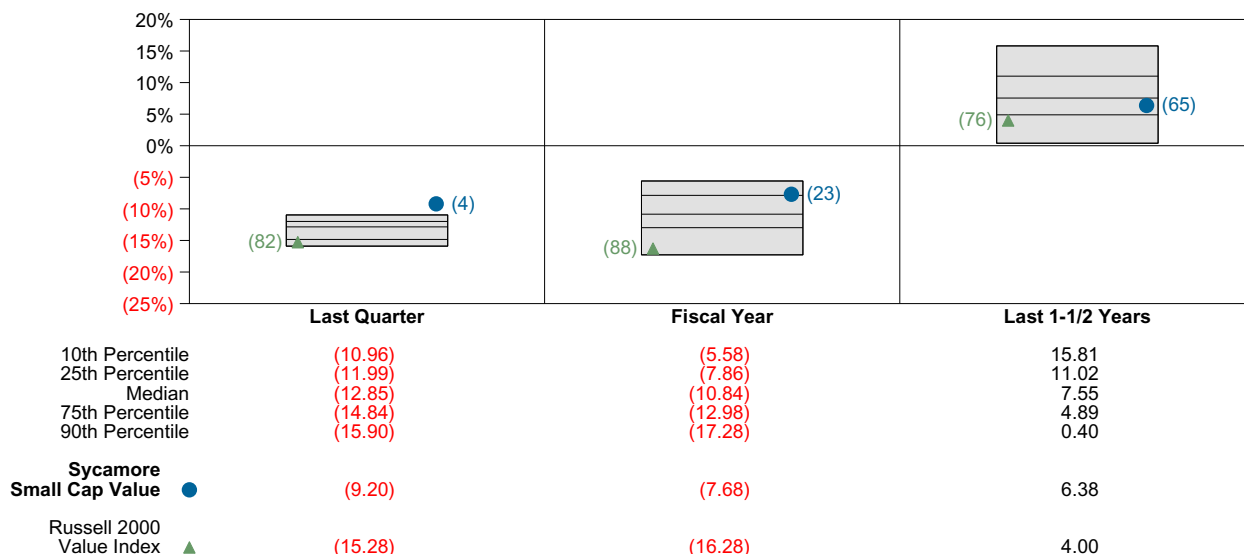 20%
15%
10%
5%
0%
(5%)
(10%)
(15%)
(20%)
(25%)
(82)
(4)
(88)
(23)
(76)
(65)
Last Quarter Fiscal Year Last 1-1/2 Years
10th Percentile (10.96) (5.58) 15.81
25th Percentile (11.99) (7.86) 11.02
Median (12.85) (10.84) 7.55
75th Percentile (14.84) (12.98) 4.89
90th Percentile (15.90) (17.28) 0.40
Sycamore
Small Cap Value (9.20) (7.68) 6.38
Russell 2000
Value Index (15.28) (16.28) 4.00